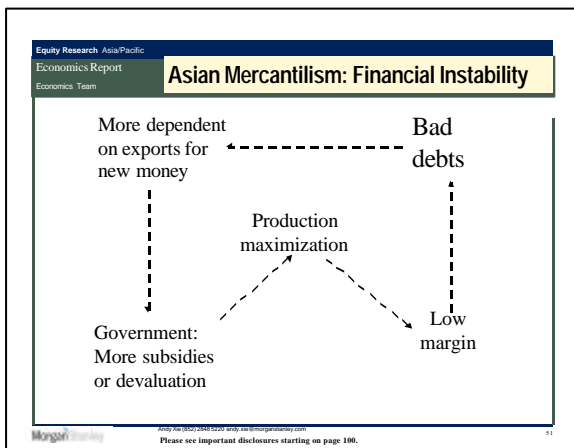 Equity Research Asia/Pacific
Economics Report
Economics Team
Asian Mercantilism: Financial Instability
More dependent
on exports for
new money
Bad
debts
Production
maximization
Government:
More subsidies
or devaluation
Low
margin
Morgan Stanley
Andy Xie (852) 2848 5220 andy.xie@morganstanley.com
Please see important disclosures starting on page 100.
51